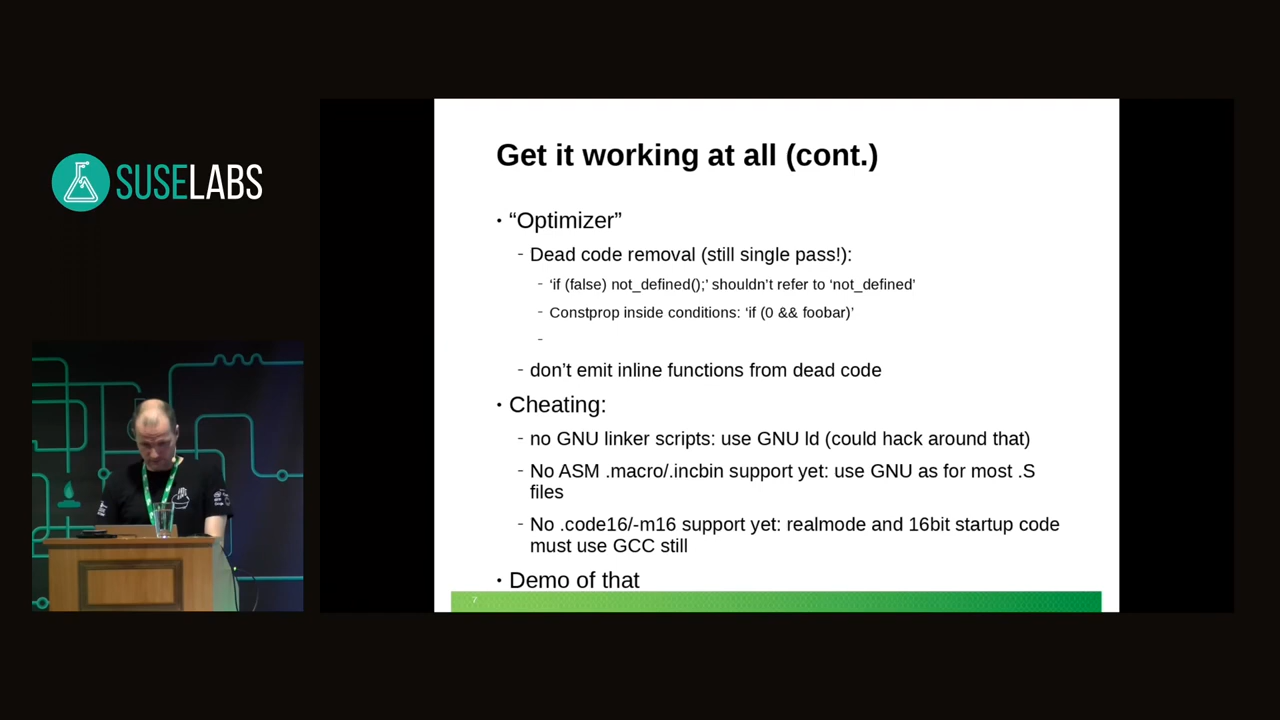 SUSELABS
Get it working at all (cont.)
• “Optimizer”
- Dead code removal (still single pass!):
- ‘if (false) not_defined();’ shouldn’t refer to ‘not_defined’
- Constprop inside conditions: ‘if (0 && foobar)’
-
- don’t emit inline functions from dead code
• Cheating:
- no GNU linker scripts: use GNU ld (could hack around that)
- No ASM .macro/.incbin support yet: use GNU as for most .S
files
- No .code16/-m16 support yet: realmode and 16bit startup code
must use GCC still
• Demo of that
7